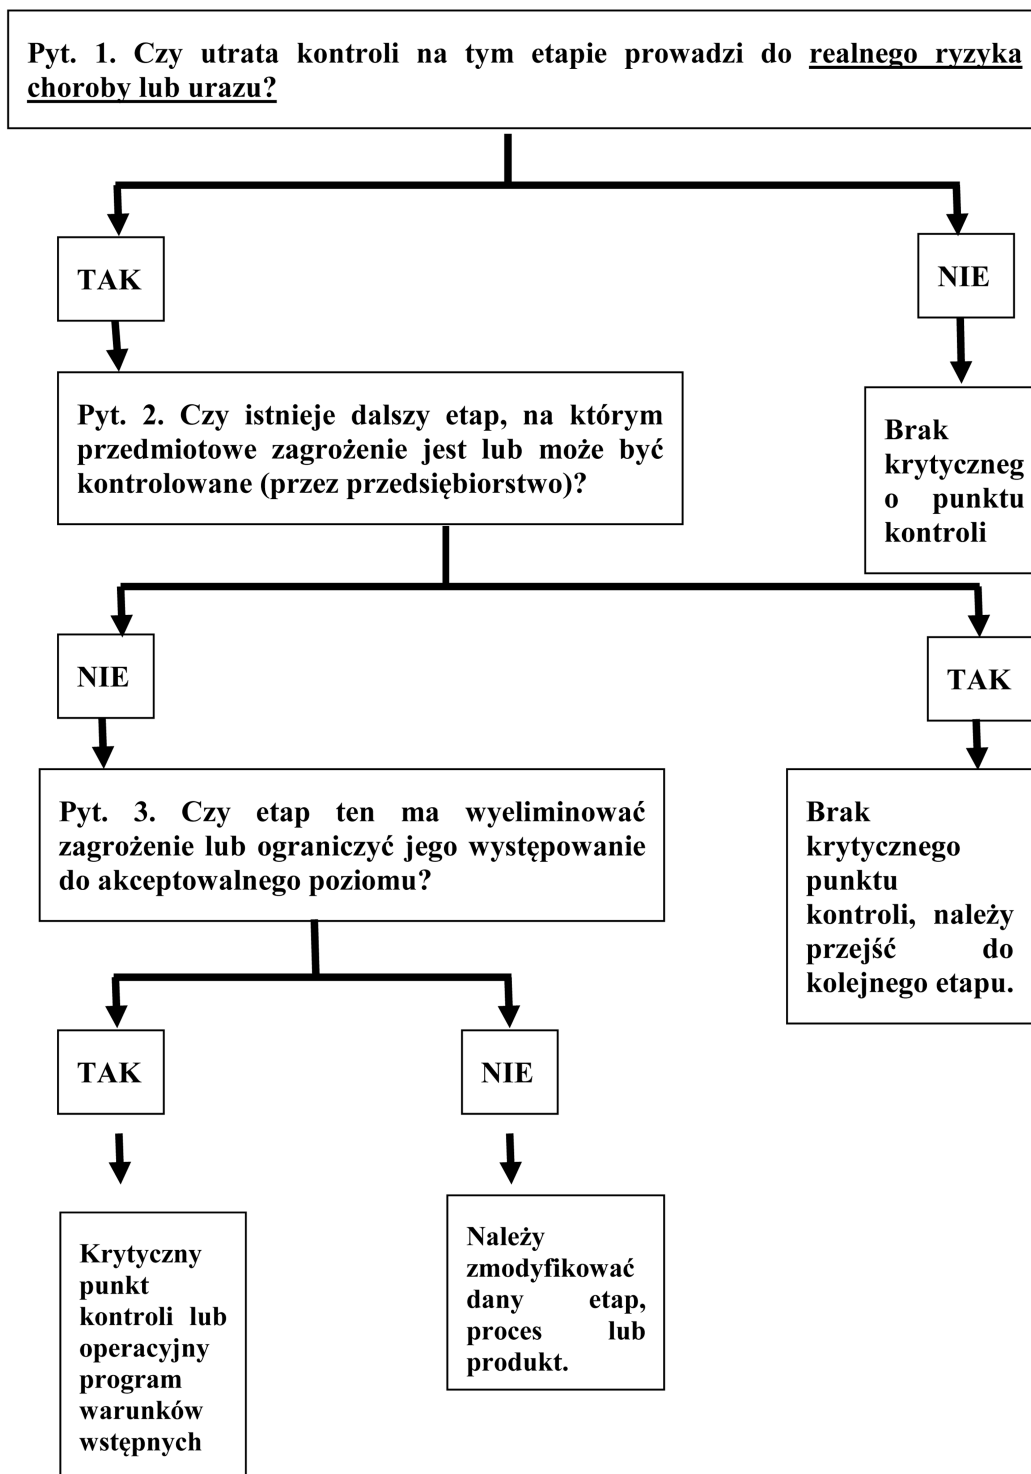 Pyt. 1. Czy utrata kontroli na tym etapie prowadzi do realnego ryzyka
choroby lub urazu?
TAK
NIE
Pyt. 2. Czy istnieje dalszy etap, na którym
przedmiotowe zagrożenie jest lub może być
kontrolowane (przez przedsiębiorstwo)?
Brak
kryytyczneg
o punktu
kontroli
NIE
TAK
Pyt. 3. Czy etap ten ma wyeliminować
zagrożenie lub ograniczyć jego występowanie
do akceptowalnego poziomu?
Brak
krytycznego
punktu
kontroli, należy
przejść do
kolejnego etapu.
TAK
NIE
Krytyczny
punkt
kontroli lub
operacyjny
program
warunków
wstępnych
Należy
zmodyfikować
dany etap,
proces lub
produkt.